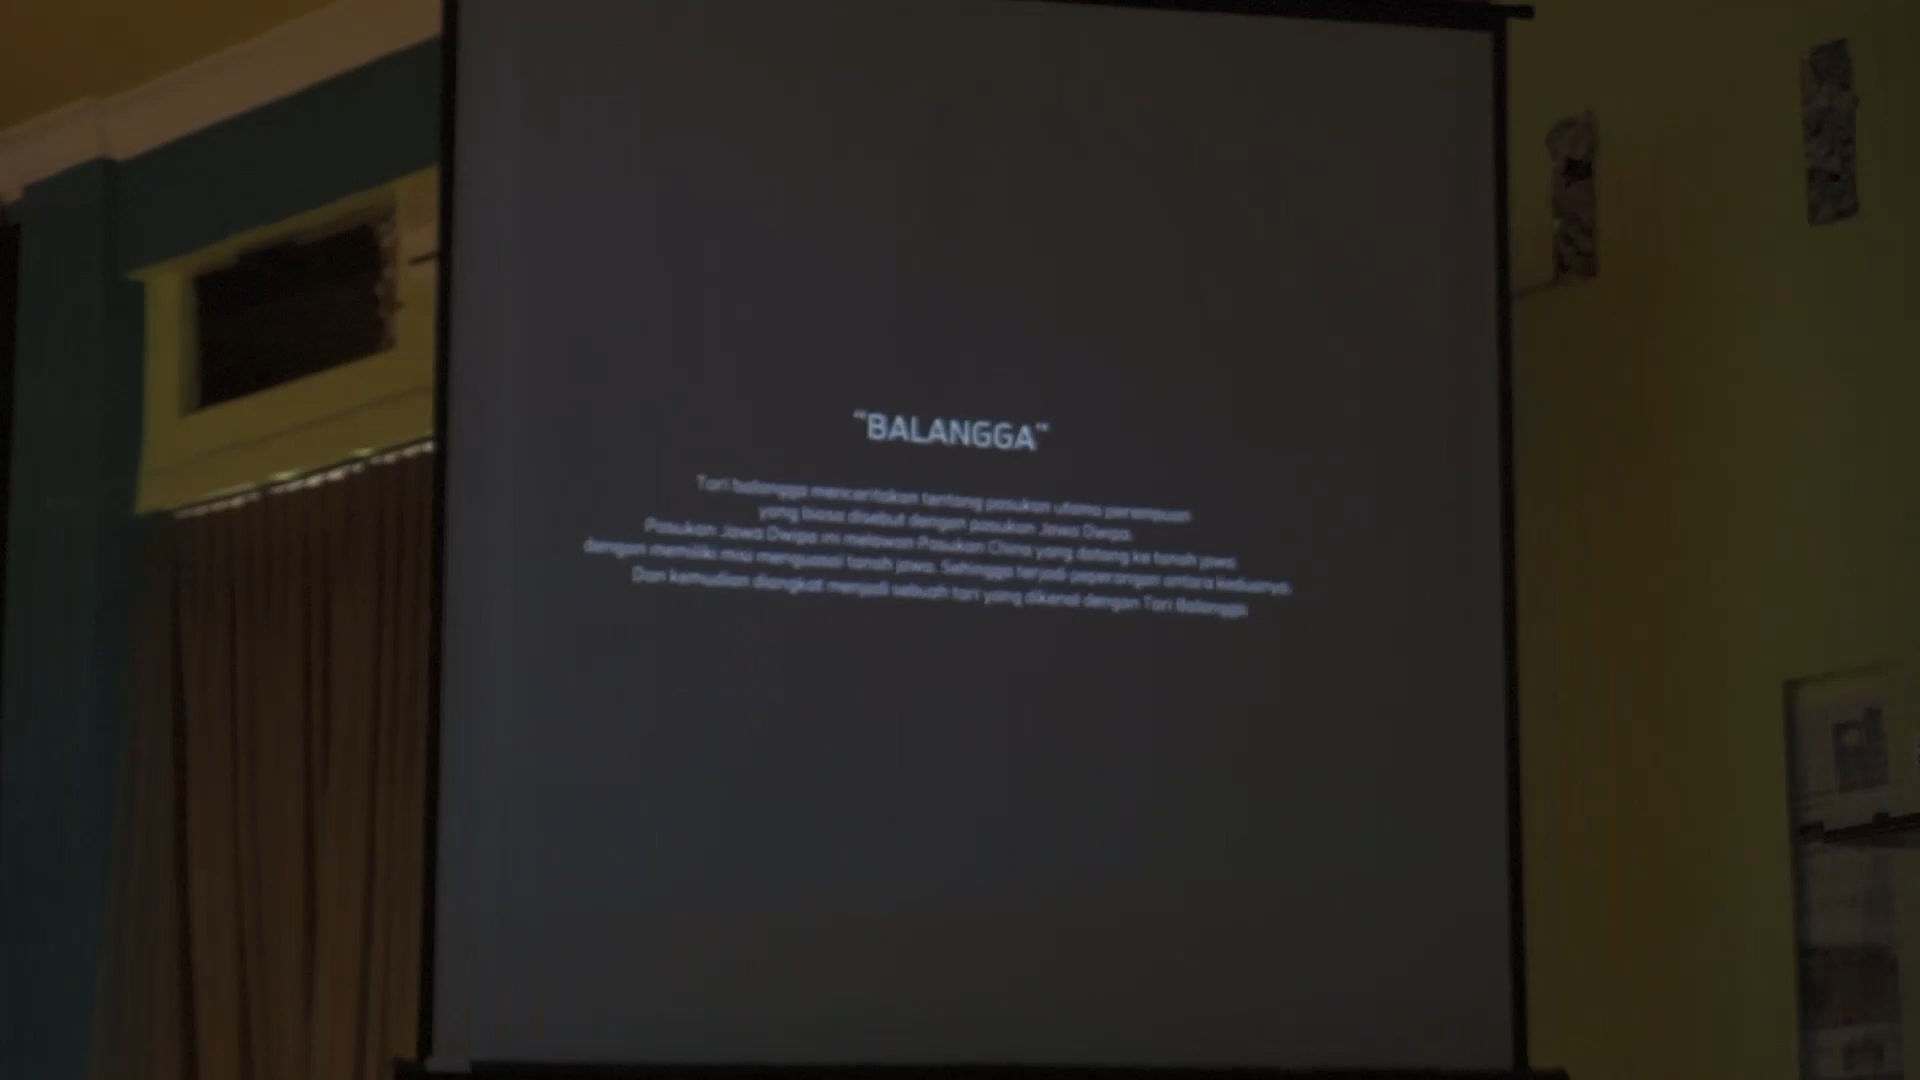 "BALANGGA"
Tari balangga menceritakan tentang pasukan utama perempuan
yang biasa disebut dengan pasukan Jawa Dwipa.
Pasukan Jawa Dwipa ini melawan Pasukan China yang datang ke tanah jawa
dengan memiliki misi menguasai tanah jawa. Sehingga terjadi peperangan antara keduanya.
Dan kemudian diangkat menjadi sebuah tari yang dikenal dengan Tari Balangga